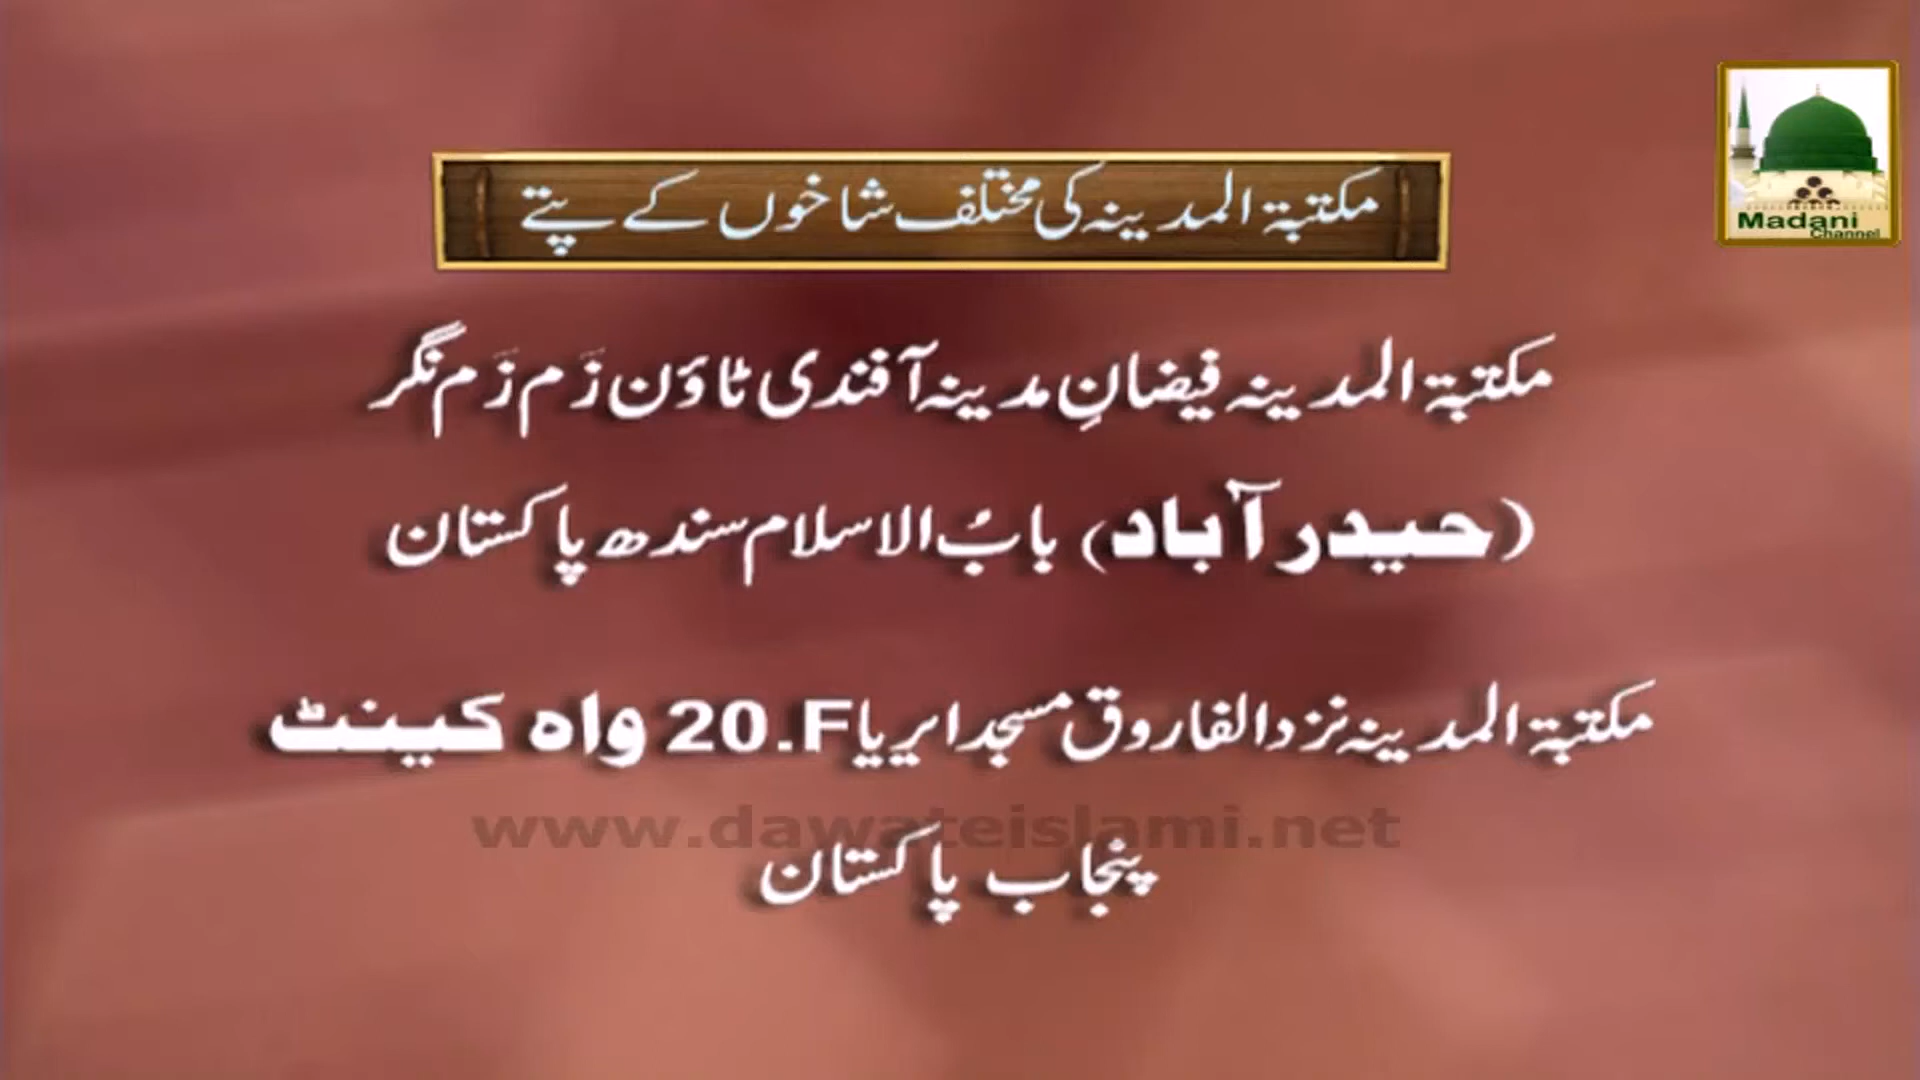 مکتبۃ المدینہ کی مختلف شاخوں کے پتے
Madani
Channel
مکتبۃ المدینہ فیضانِ مدینہ آفندی ٹاؤن زَم زَم نگر
(حیدرآباد) بابُ الاسلام سندھ پاکستان
مکتبۃ المدینہ نزد الفاروق مسجد ایریا 20.F واہ کینٹ
www.dawateislami.net
پنجاب پاکستان